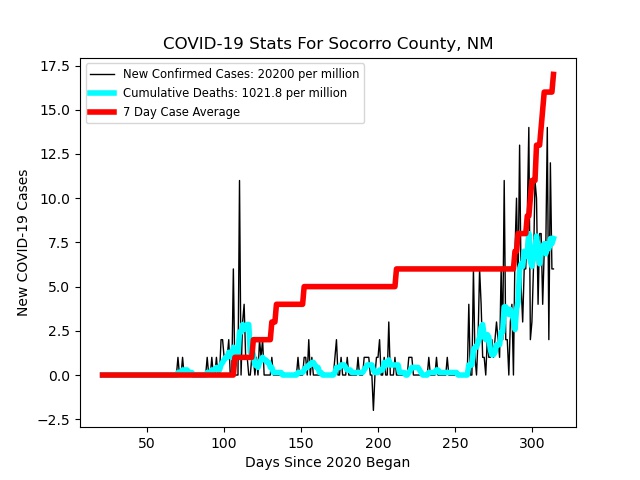 COVID-19 Stats For Socorro County, NM
New Confirmed Cases: 20200 per million
Cumulative Deaths: 1021.8 per million
7 Day Case Average
New COVID-19 Cases
17.5
15.0
12.5
10.0
7.5
5.0
2.5
0.0
−2.5
50 100 150 200 250 300
Days Since 2020 Began